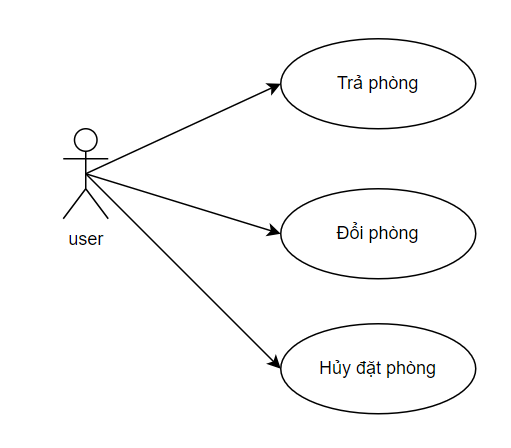 Trả phòng
user
Đổi phòng
Hủy đặt phòng